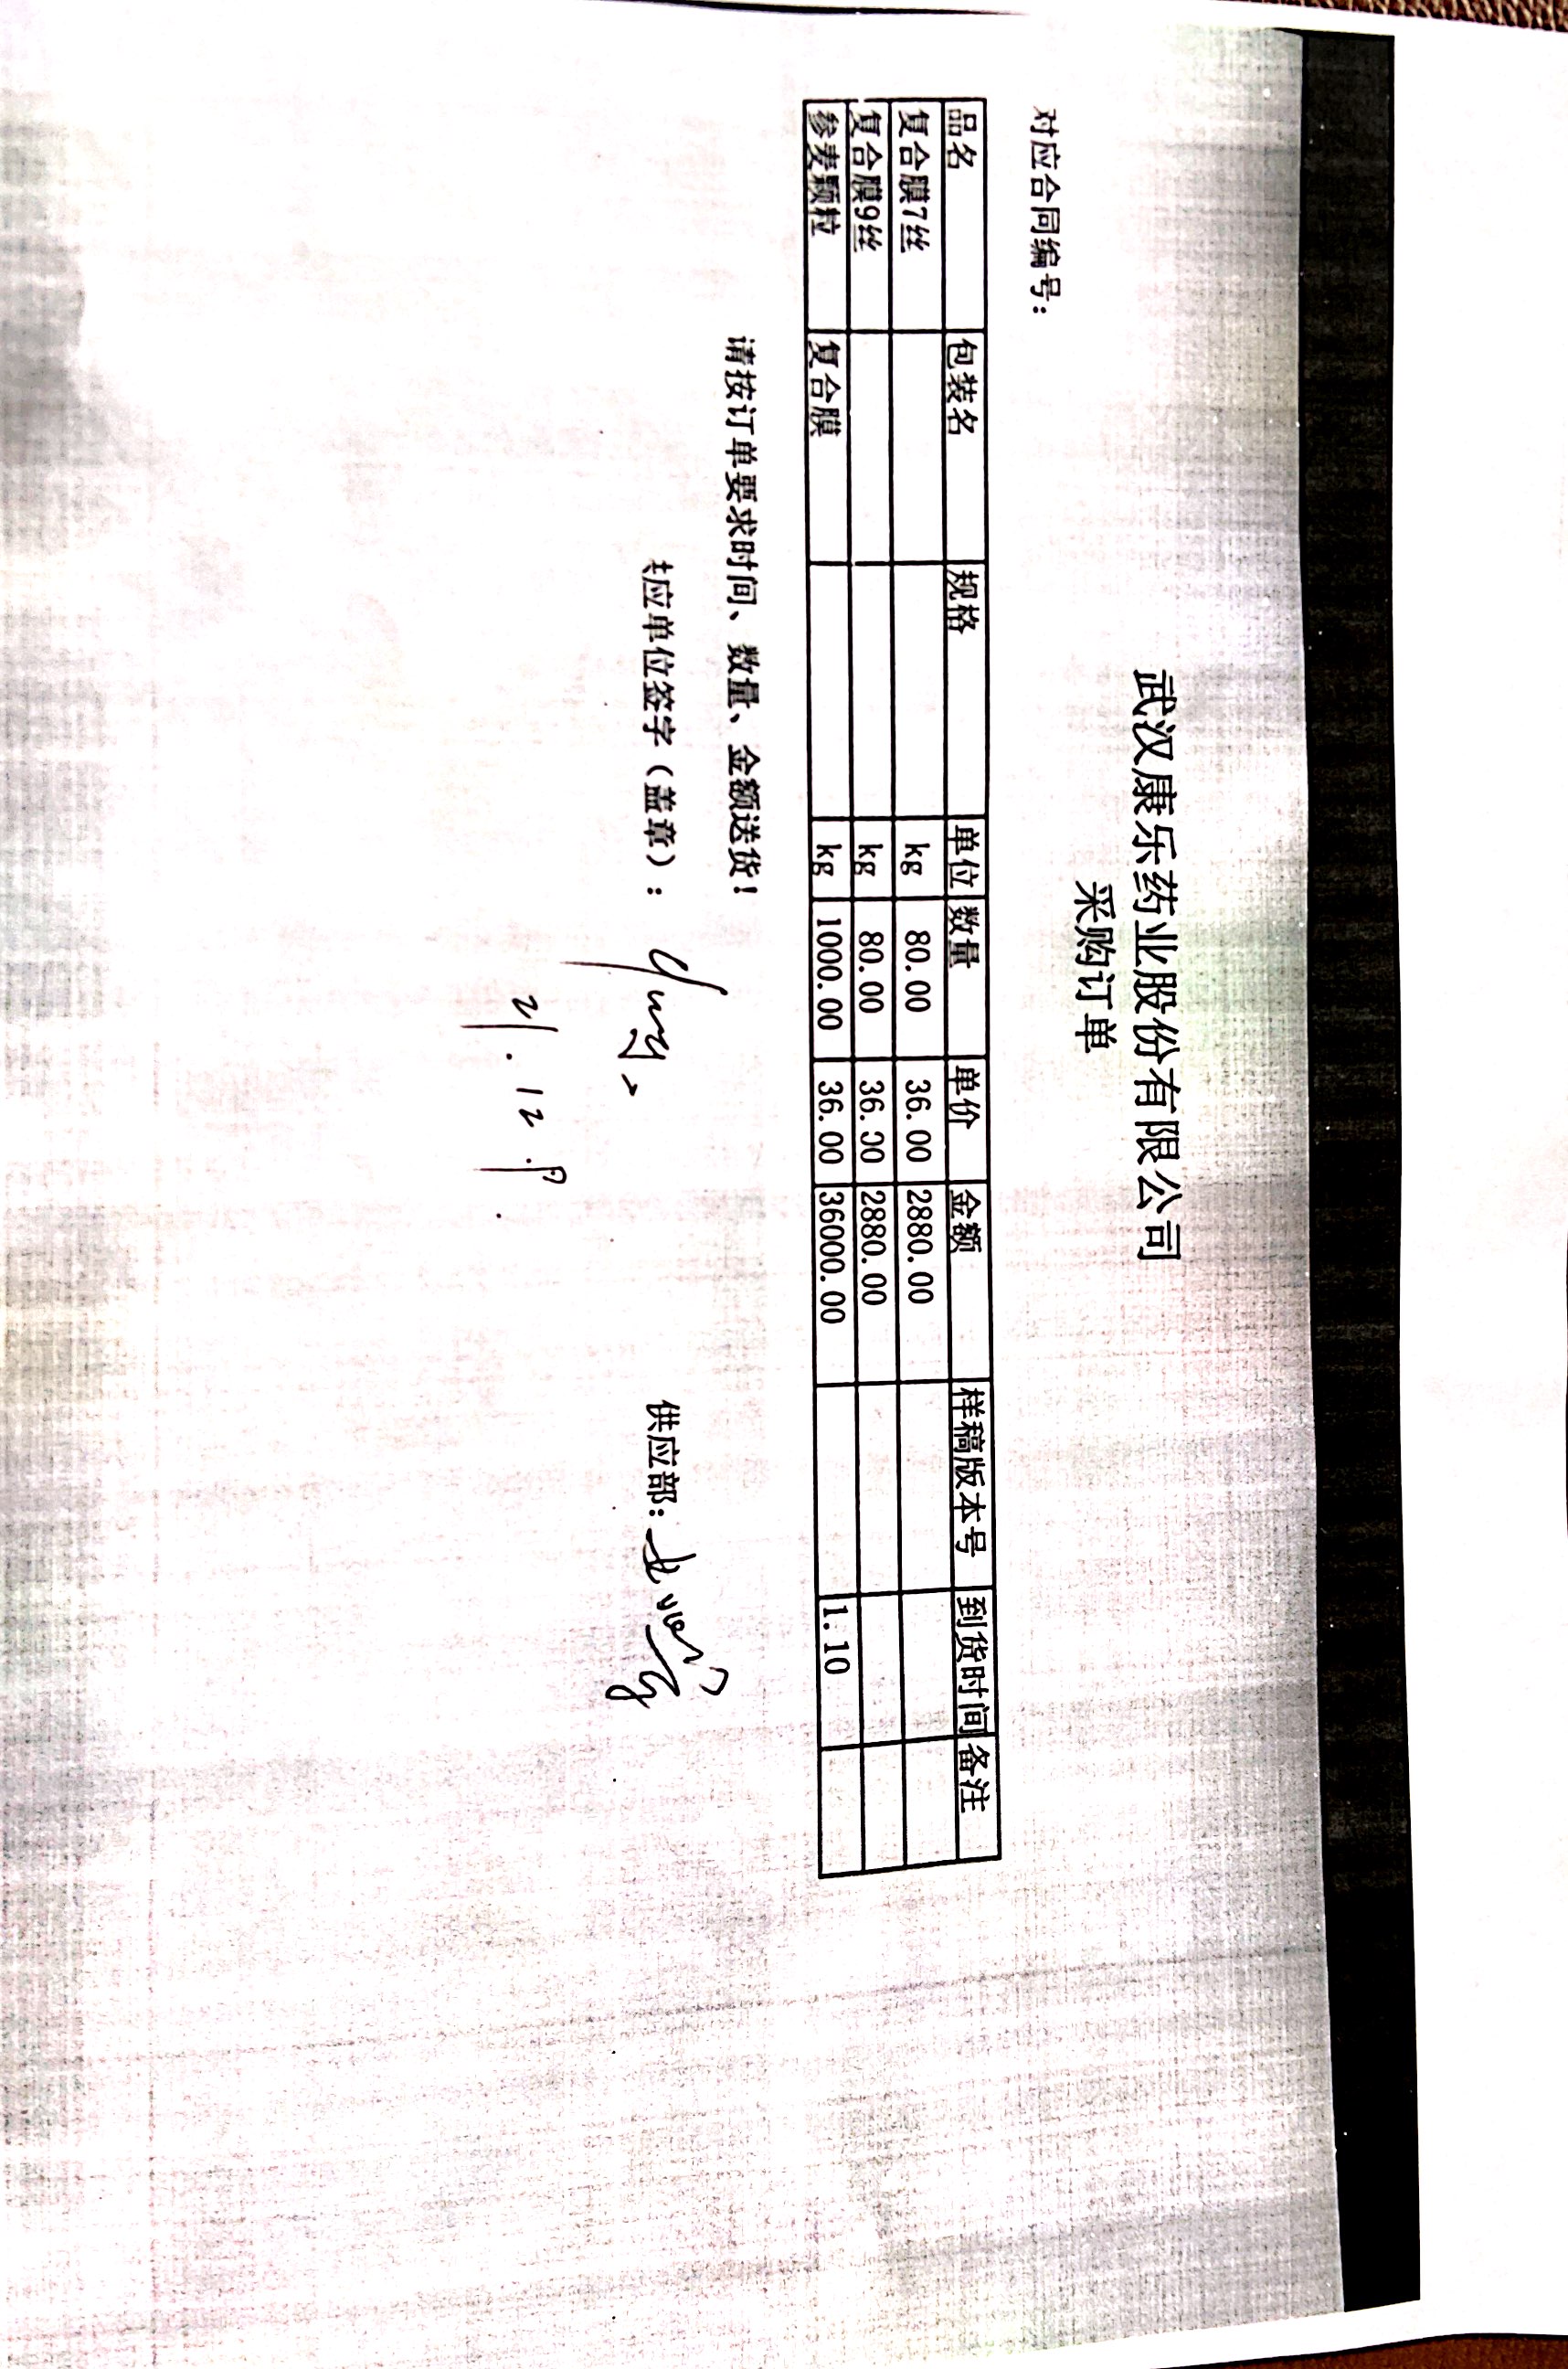 武汉康乐药业股份有限公司
采购订单
对应合同编号：
品名 包装名 规格 单位 数量 单价 金额 样稿版本号 到货时间 备注
复合膜7丝 kg 80.00 36.00 2880.00
复合膜9丝 kg 80.00 36.00 2880.00
参麦颗粒 复合膜 kg 1000.00 36.00 36000.00 1.10
请按订单要求时间、数量、金额送货！
应单位签字（盖章）： 供应部：
21.12.